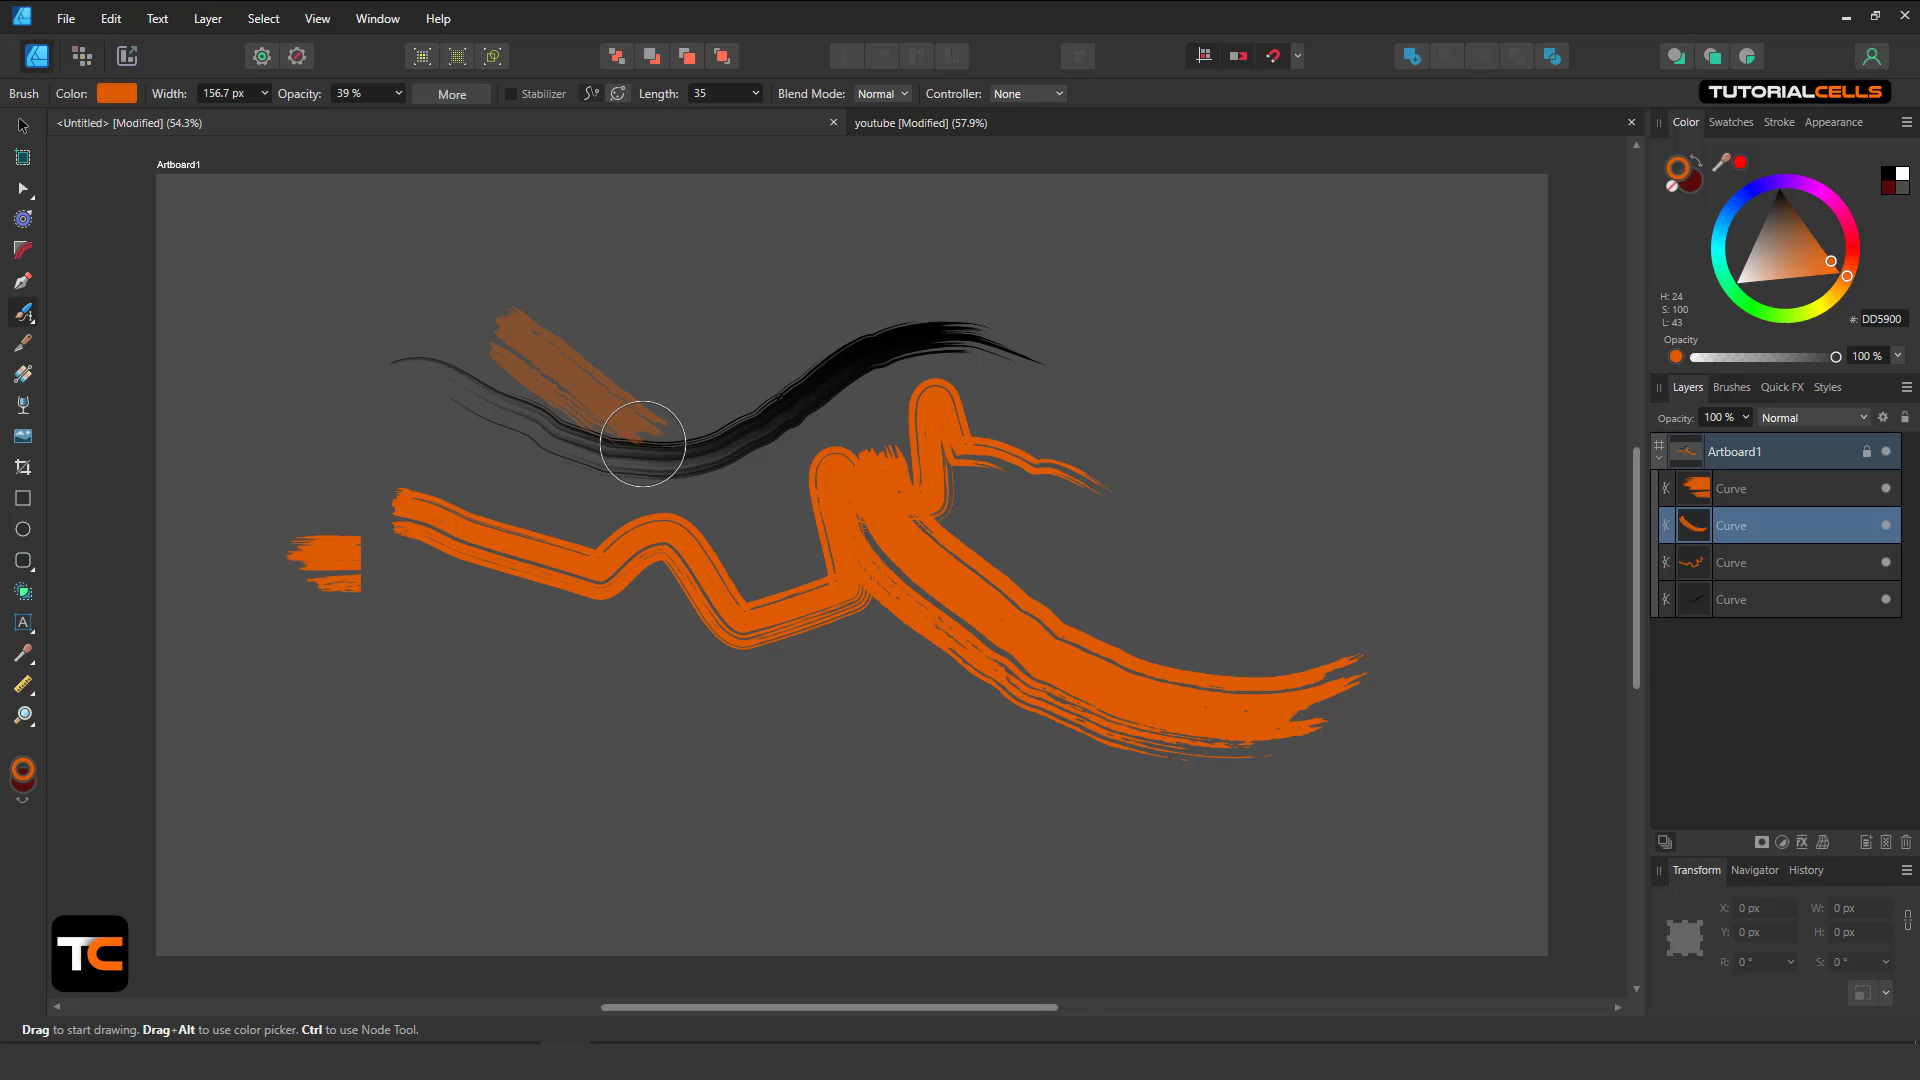 File Edit Text Layer Select View Window Help
Brush Color: Width: 156.7 px Opacity: 39 % More Stabilizer Length: 35 Blend Mode: Normal Controller: None
TUTORIALCELLS
<Untitled> [Modified] (54.3%) youtube [Modified] (57.9%)
Color Swatches Stroke Appearance
Artboard1
H: 24
S: 100
L: 43
#: DD5900
Opacity
100 %
Layers Brushes Quick FX Styles
Opacity: 100 % Normal
Artboard1
Curve
Curve
Curve
Curve
Transform Navigator History
X: 0 px W: 0 px
Y: 0 px H: 0 px
R: 0 ° S: 0 °
TC
Drag to start drawing. Drag+Alt to use color picker. Ctrl to use Node Tool.